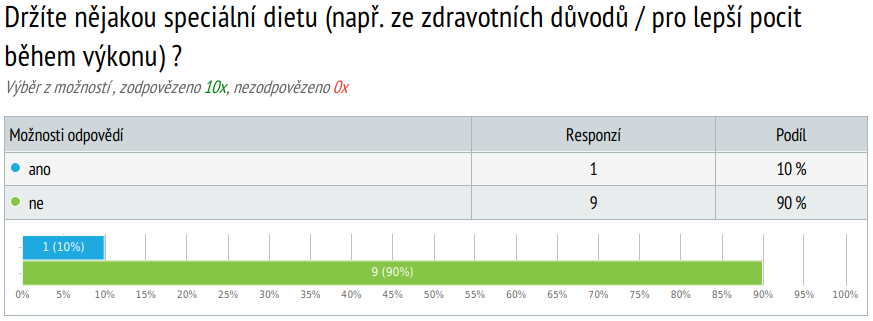 Držíte nějakou speciální dietu (např. ze zdravotních důvodů / pro lepší pocit
během výkonu) ?
Výběr z možností , zodpovězeno 10x, nezodpovězeno 0x
Možnosti odpovědí Responzí Podíl
ano 1 10 %
ne 9 90 %
1 (10%)
9 (90%)
0% 5% 10% 15% 20% 25% 30% 35% 40% 45% 50% 55% 60% 65% 70% 75% 80% 85% 90% 95% 100%